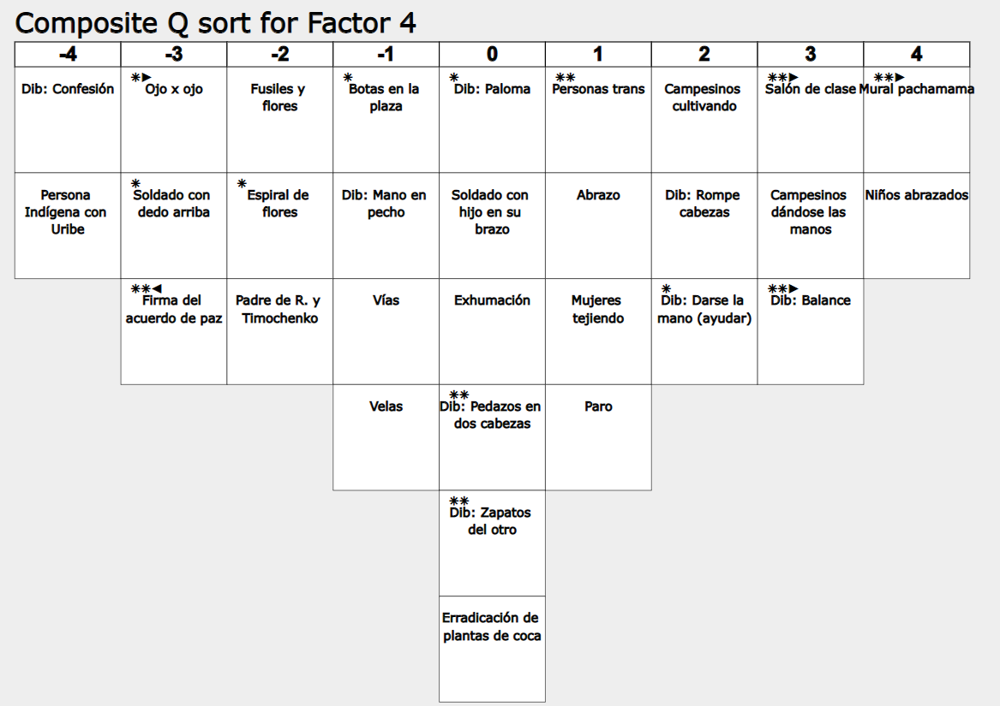 Composite Q sort for Factor 4
-4 -3 -2 -1 0 1 2 3 4
Dib: Confesión
✳►
Ojo x ojo
Fusiles y
flores
✳
Botas en la
plaza
✳
Dib: Paloma
✳✳
Personas trans
Campesinos
cultivando
✳✳►
Salón de clase
✳✳►
Mural pachamama
Persona
Indígena con
Uribe
✳
Soldado con
dedo arriba
✳
Espiral de
flores
Dib: Mano en
pecho
Soldado con
hijo en su
brazo
Abrazo
Dib: Rompe
cabezas
Campesinos
dándose las
manos
Niños abrazados
✳✳◄
Firma del
acuerdo de paz
Padre de R. y
Timochenko
Vías
Exhumación
Mujeres
tejiendo
✳
Dib: Darse la
mano (ayudar)
✳✳►
Dib: Balance
Velas
✳✳
Dib: Pedazos en
dos cabezas
Paro
✳✳
Dib: Zapatos
del otro
Erradicación de
plantas de coca